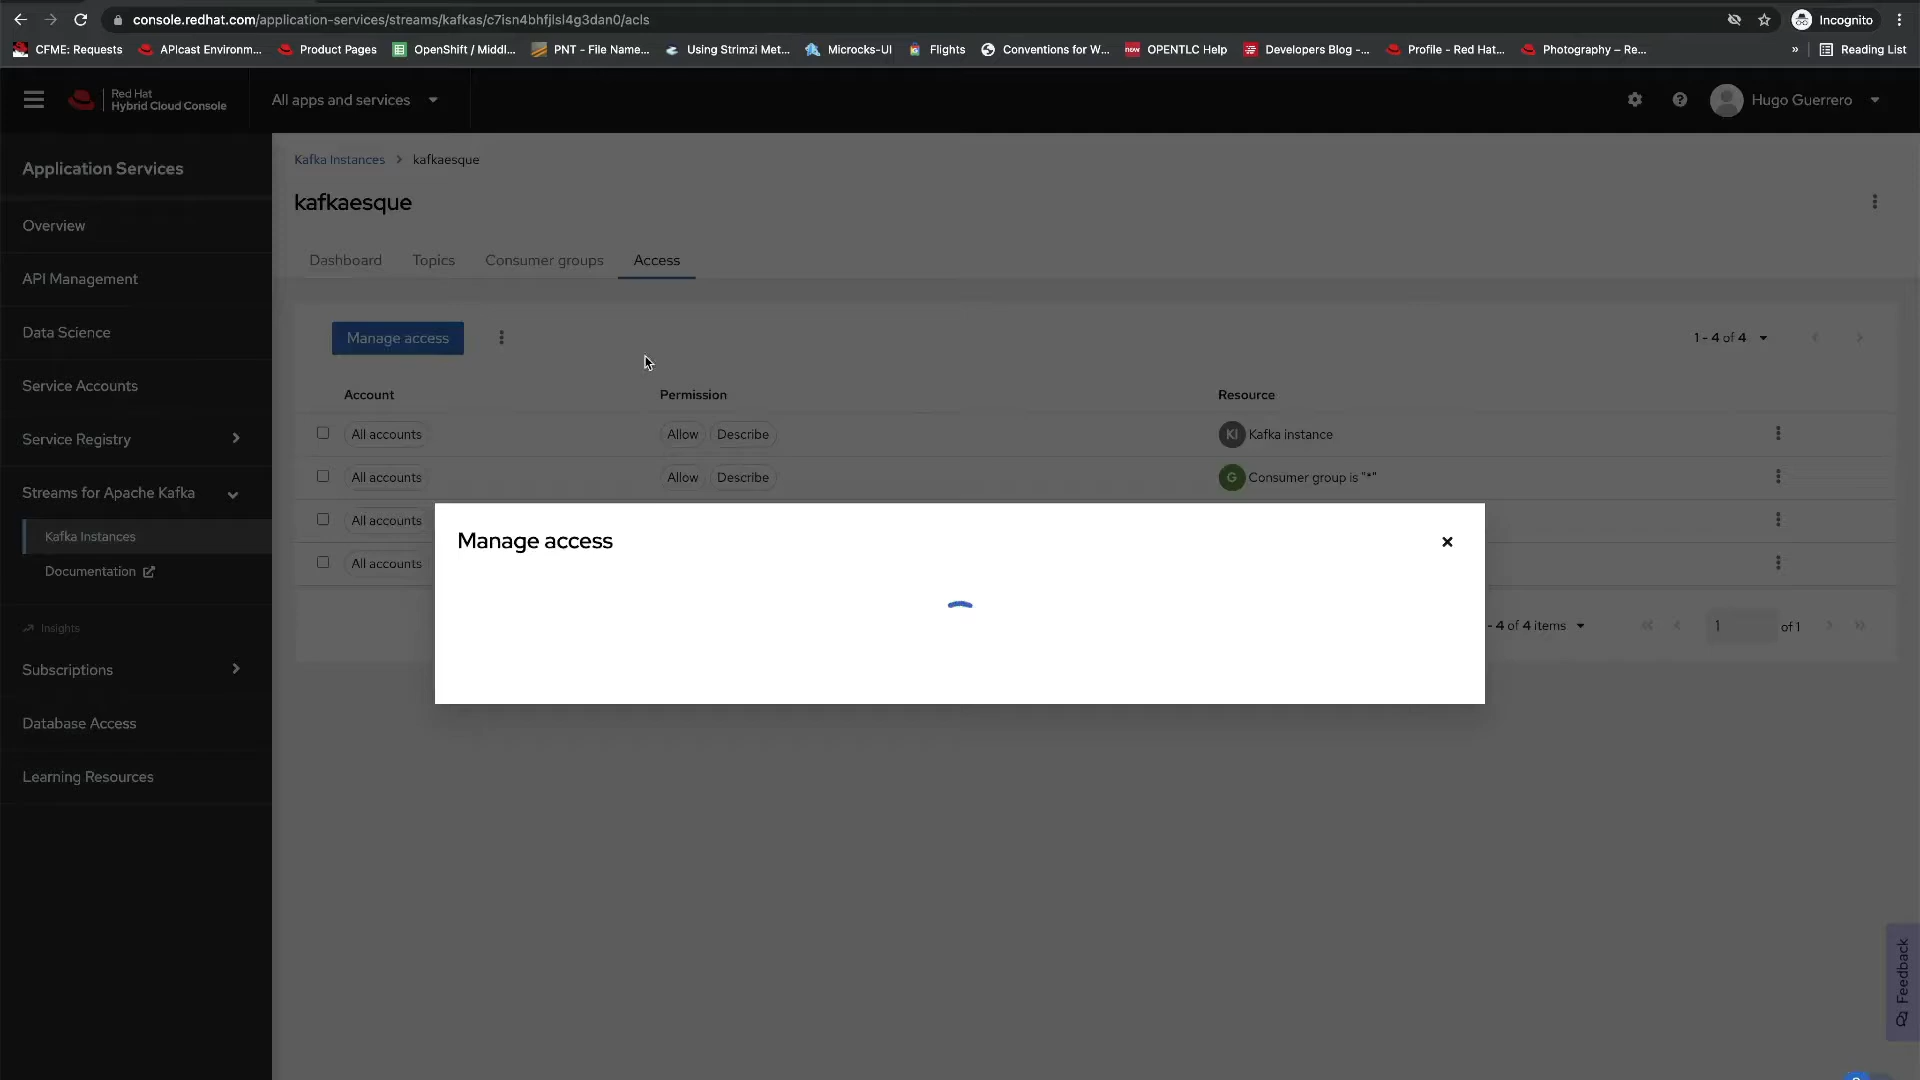 console.redhat.com/application-services/streams/kafkas/c7isn4bhfjlsl4g3dan0/acls
Incognito
CFME: Requests
APIcast Environm...
Product Pages
OpenShift / Middl...
PNT - File Name...
Using Strimzi Met...
Microcks-UI
Flights
Conventions for W...
OPENTLC Help
Developers Blog -...
Profile - Red Hat...
Photography – Re...
»
Reading List
Red Hat
Hybrid Cloud Console
All apps and services
Hugo Guerrero
Application Services
Overview
API Management
Data Science
Service Accounts
Service Registry
Streams for Apache Kafka
Kafka Instances
Documentation
Insights
Subscriptions
Database Access
Learning Resources
Kafka Instances > kafkaesque
kafkaesque
Dashboard Topics Consumer groups Access
Manage access
1 - 4 of 4
Account Permission Resource
All accounts Allow Describe KI Kafka instance
All accounts Allow Describe G Consumer group is "*"
All accounts
All accounts
Manage access
- 4 of 4 items
1 of 1
Feedback